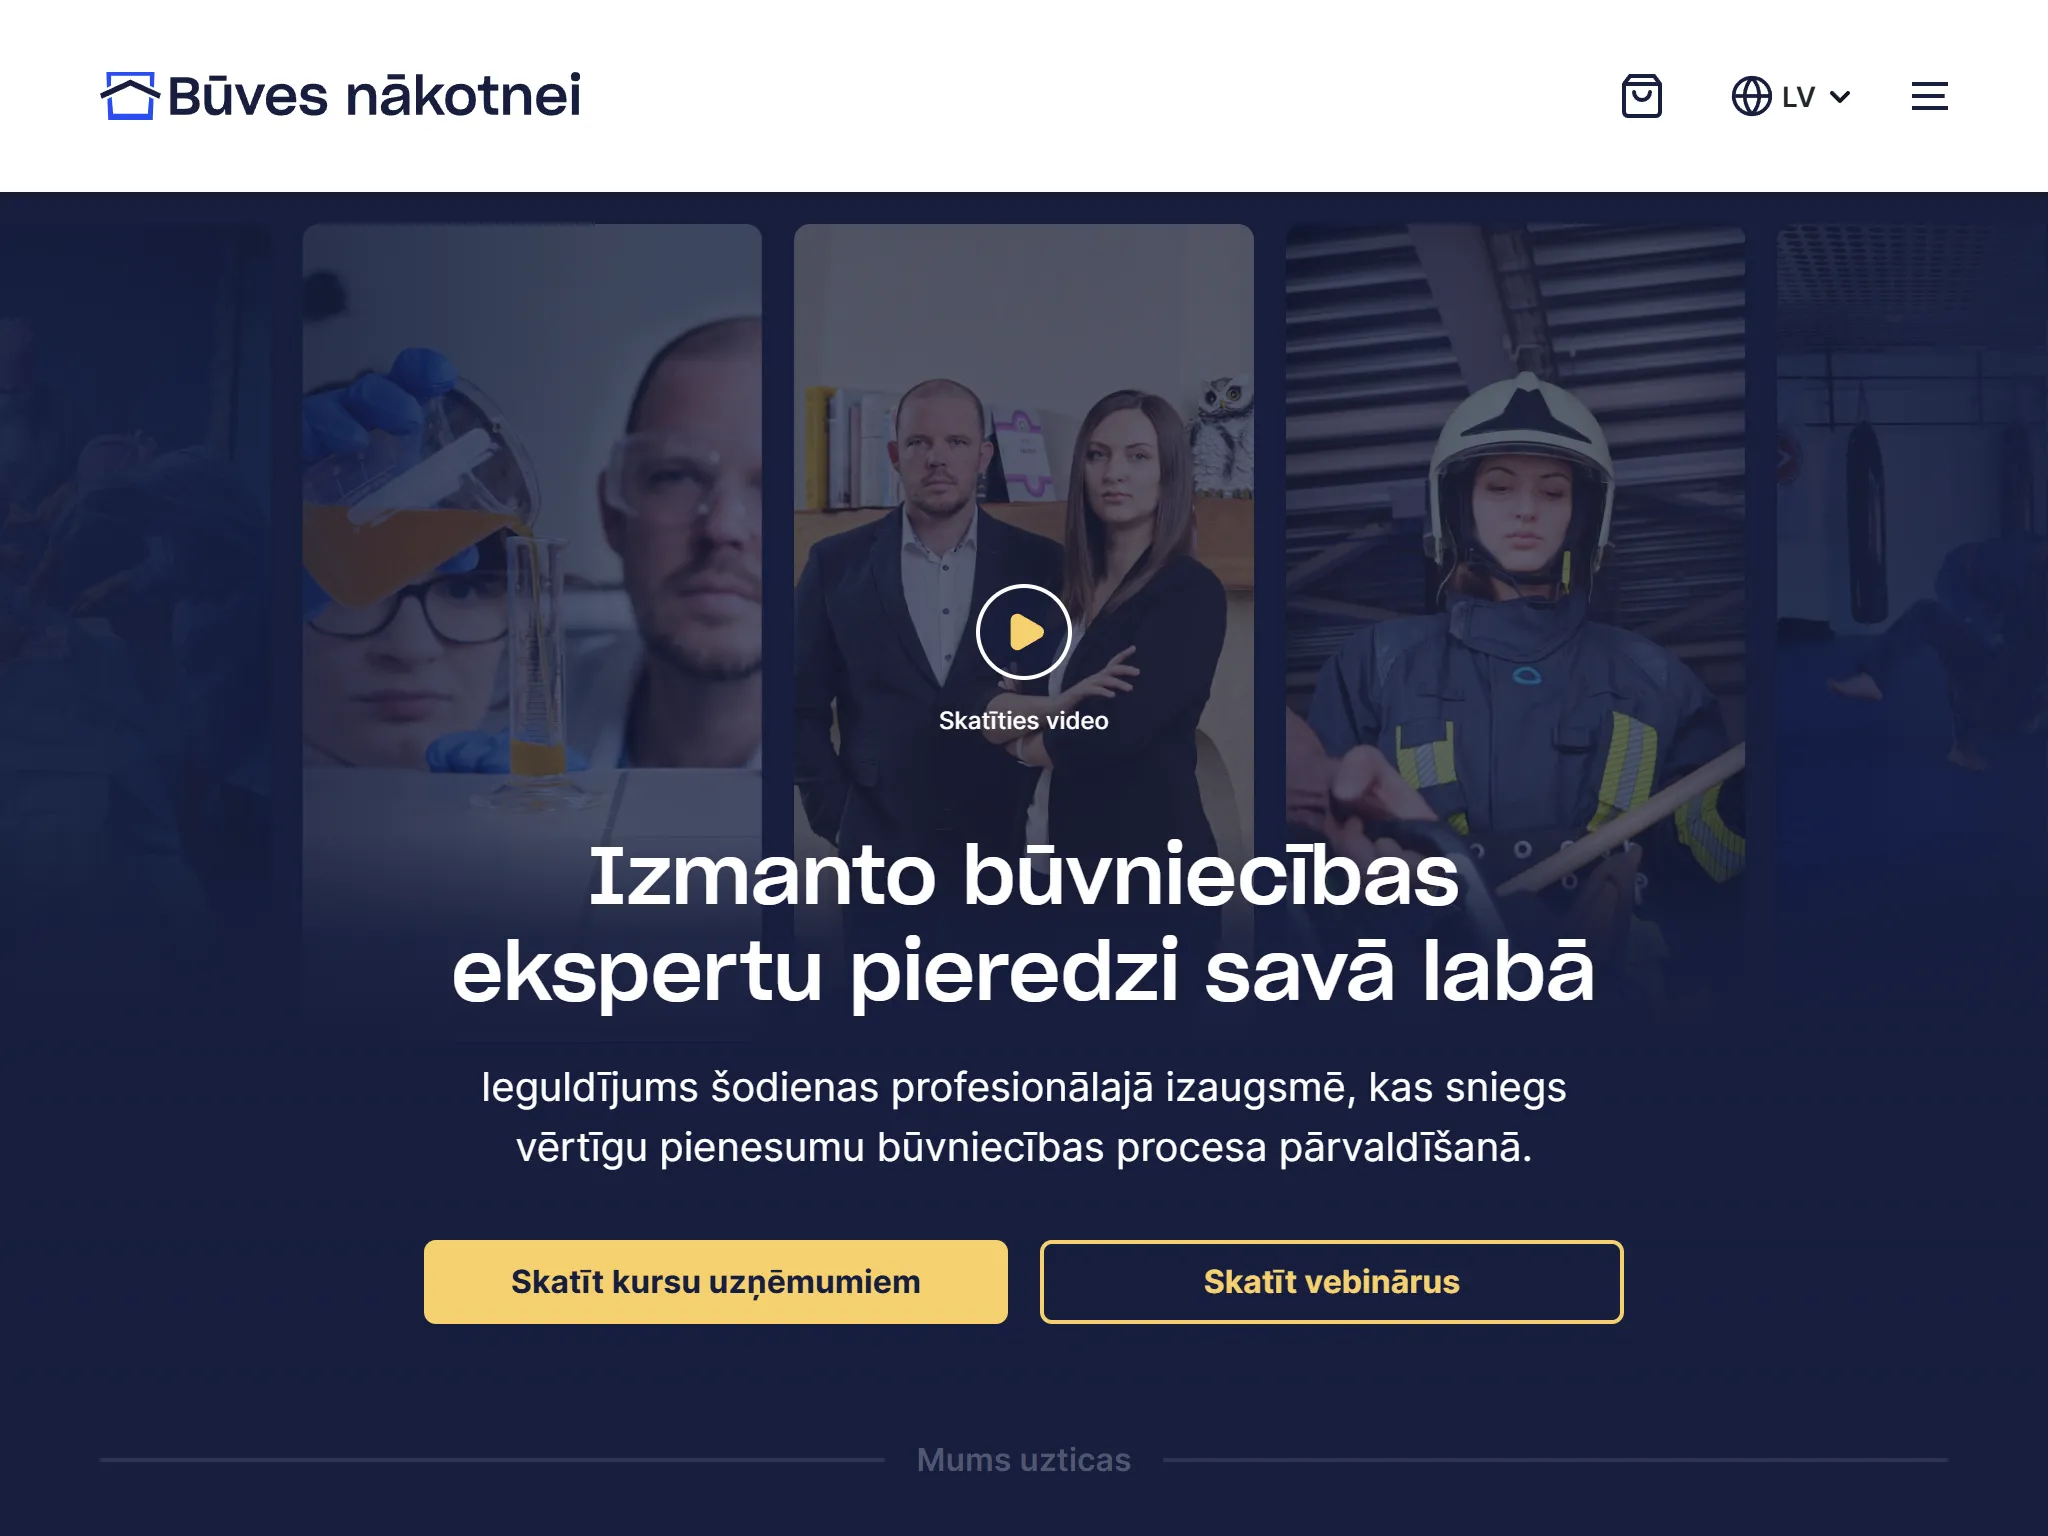 Būves nākotnei
LV
Skatīties video
Izmanto būvniecības
ekspertu pieredzi savā labā
Ieguldījums šodienas profesionālajā izaugsmē, kas sniegs
vērtīgu pienesumu būvniecības procesa pārvaldīšanā.
Skatīt kursu uzņēmumiem
Skatīt vebinārus
Mums uzticas